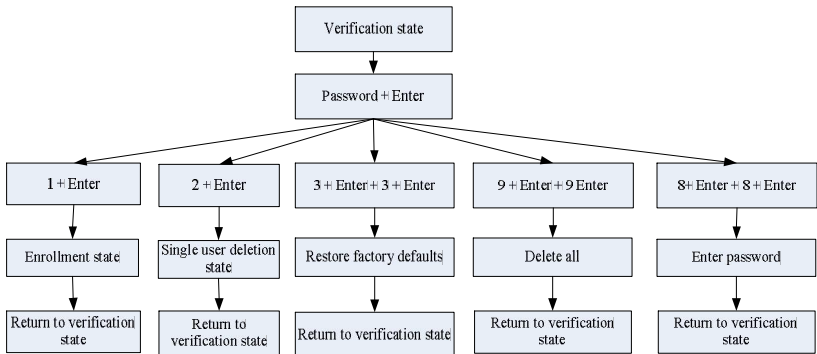 Verification state
Password + Enter
1 + Enter
2 + Enter
3 + Enter + 3 + Enter
9 + Enter + 9 Enter
8+ Enter + 8 + Enter
Enrollment state
Single user deletion
state
Restore factory defaults
Delete all
Enter password
Return to verification
state
Return to
verification state
Return to verification state
Return to verification
state
Return to verification
state